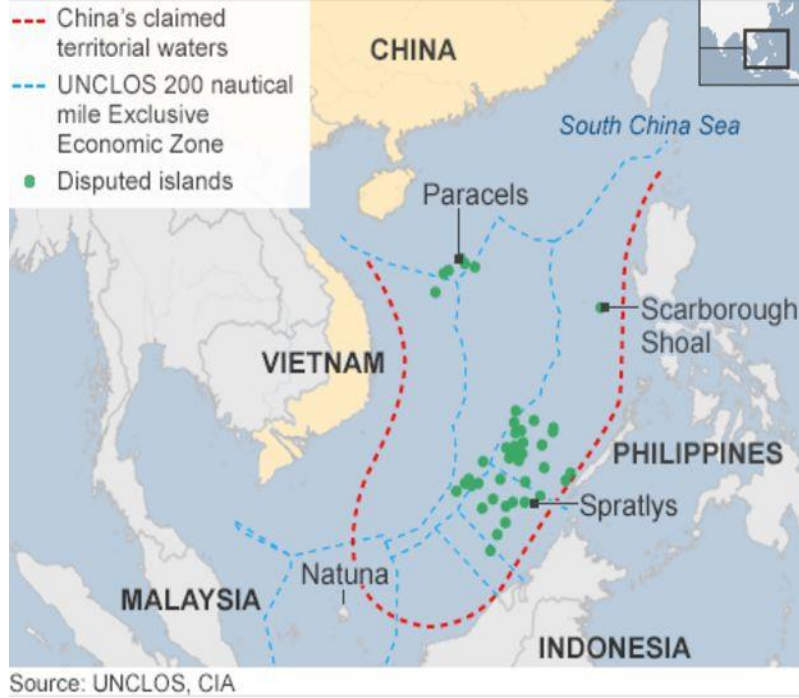 China's claimed
territorial waters
UNCLOS 200 nautical
mile Exclusive
Economic Zone
Disputed islands
CHINA
South China Sea
Paracels
Scarborough
Shoal
VIETNAM
PHILIPPINES
Spratlys
Natuna
MALAYSIA
INDONESIA
Source: UNCLOS, CIA